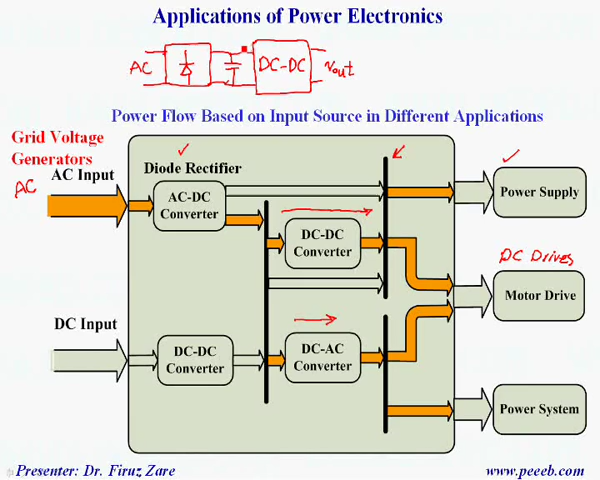 Applications of Power Electronics
AC
DC-DC
Vout
Power Flow Based on Input Source in Different Applications
Grid Voltage
Generators
AC
AC Input
Diode Rectifier
AC-DC
Converter
Power Supply
DC-DC
Converter
DC Drives
Motor Drive
DC Input
DC-DC
Converter
DC-AC
Converter
Power System
Presenter: Dr. Firuz Zare
www.peeeb.com